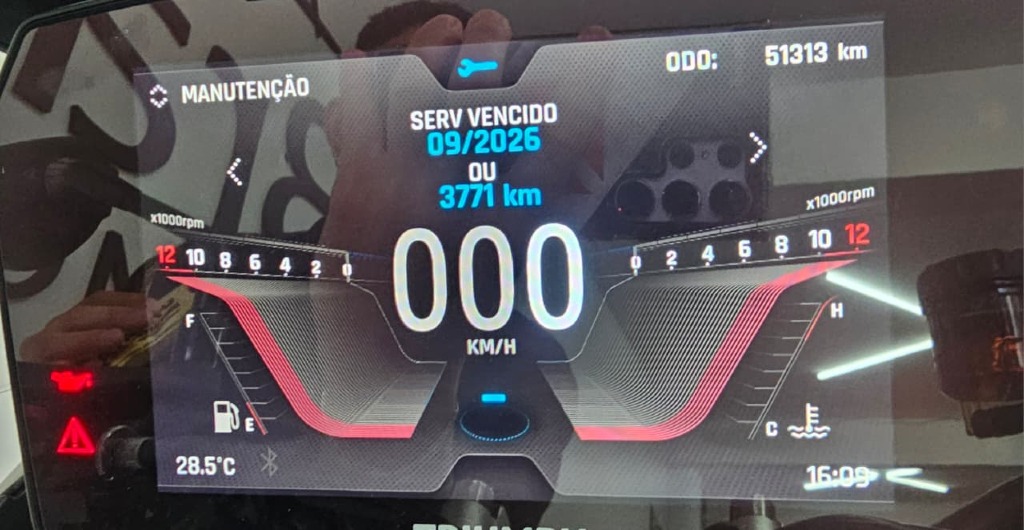 ODO: 51313 km
MANUTENÇÃO
SERV VENCIDO
09/2026
OU
3771 km
x1000rpm
x1000rpm
12 10 8 6 4 2 0
0 2 4 6 8 10 12
000
KM/H
F
H
E
C
28.5°C
16:09
TRIUMPH